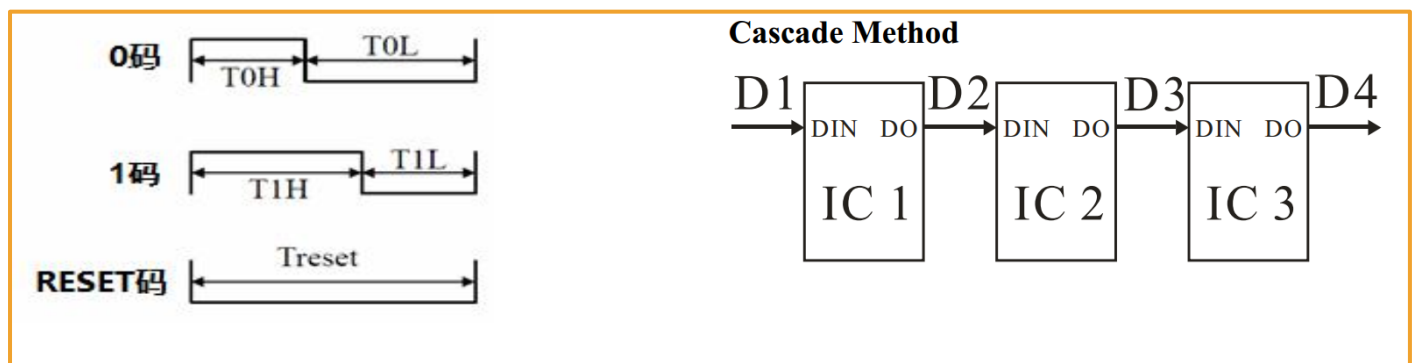 0码 T0H T0L
1码 T1H T1L
RESET码 Treset
Cascade Method
D1 D2 D3 D4
DIN DO DIN DO DIN DO
IC 1 IC 2 IC 3